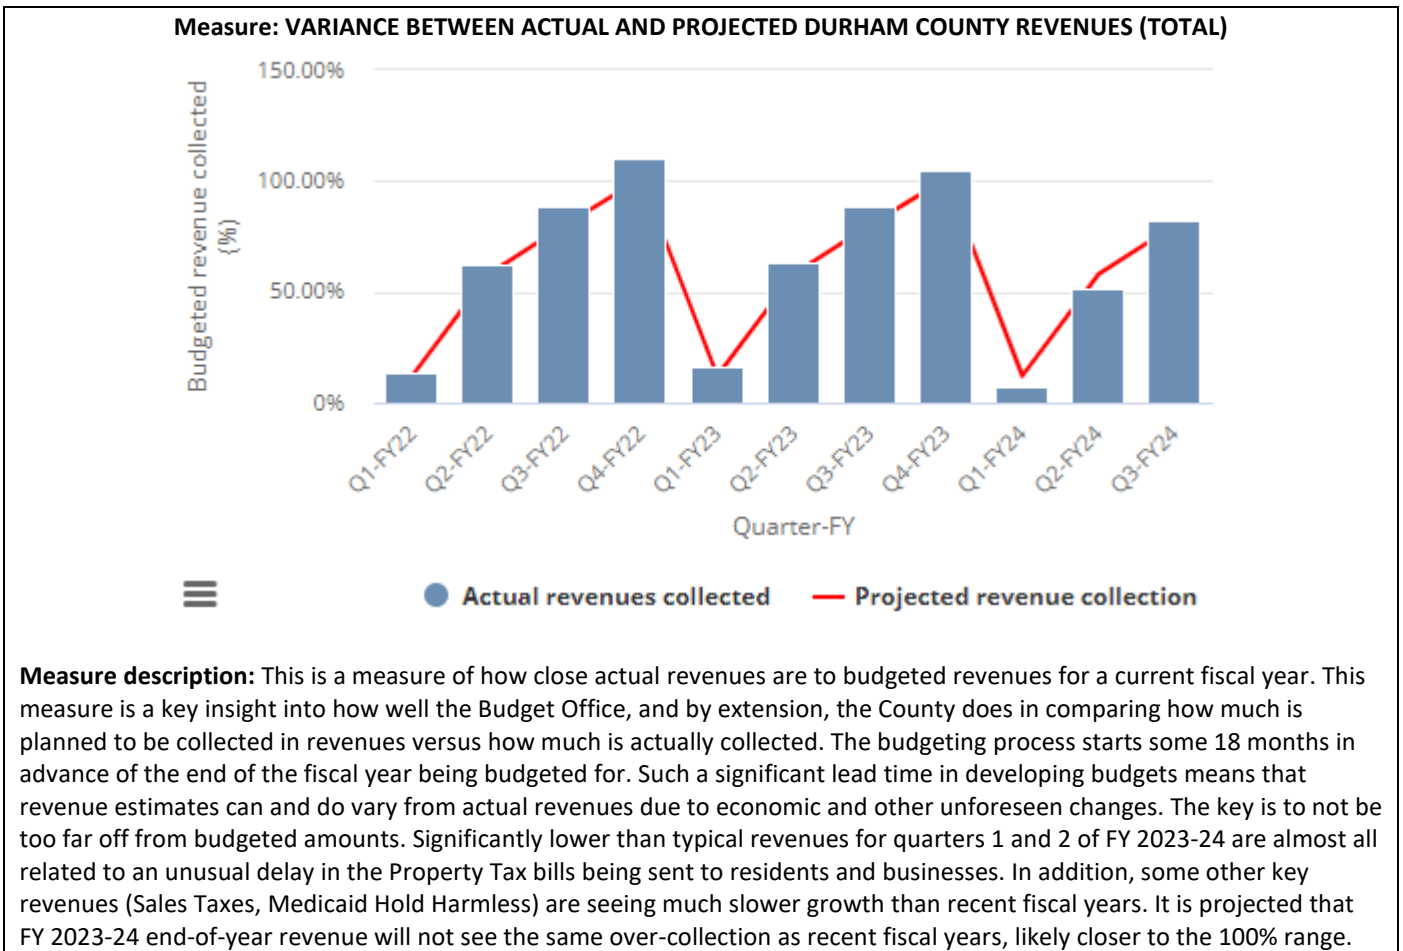 Measure: VARIANCE BETWEEN ACTUAL AND PROJECTED DURHAM COUNTY REVENUES (TOTAL)
150.00%
100.00%
50.00%
0%
Budgeted revenue collected
(%)
Q1-FY22
Q2-FY22
Q3-FY22
Q4-FY22
Q1-FY23
Q2-FY23
Q3-FY23
Q4-FY23
Q1-FY24
Q2-FY24
Q3-FY24
Quarter-FY
Actual revenues collected
Projected revenue collection
Measure description: This is a measure of how close actual revenues are to budgeted revenues for a current fiscal year. This
measure is a key insight into how well the Budget Office, and by extension, the County does in comparing how much is
planned to be collected in revenues versus how much is actually collected. The budgeting process starts some 18 months in
advance of the end of the fiscal year being budgeted for. Such a significant lead time in developing budgets means that
revenue estimates can and do vary from actual revenues due to economic and other unforeseen changes. The key is to not be
too far off from budgeted amounts. Significantly lower than typical revenues for quarters 1 and 2 of FY 2023-24 are almost all
related to an unusual delay in the Property Tax bills being sent to residents and businesses. In addition, some other key
revenues (Sales Taxes, Medicaid Hold Harmless) are seeing much slower growth than recent fiscal years. It is projected that
FY 2023-24 end-of-year revenue will not see the same over-collection as recent fiscal years, likely closer to the 100% range.